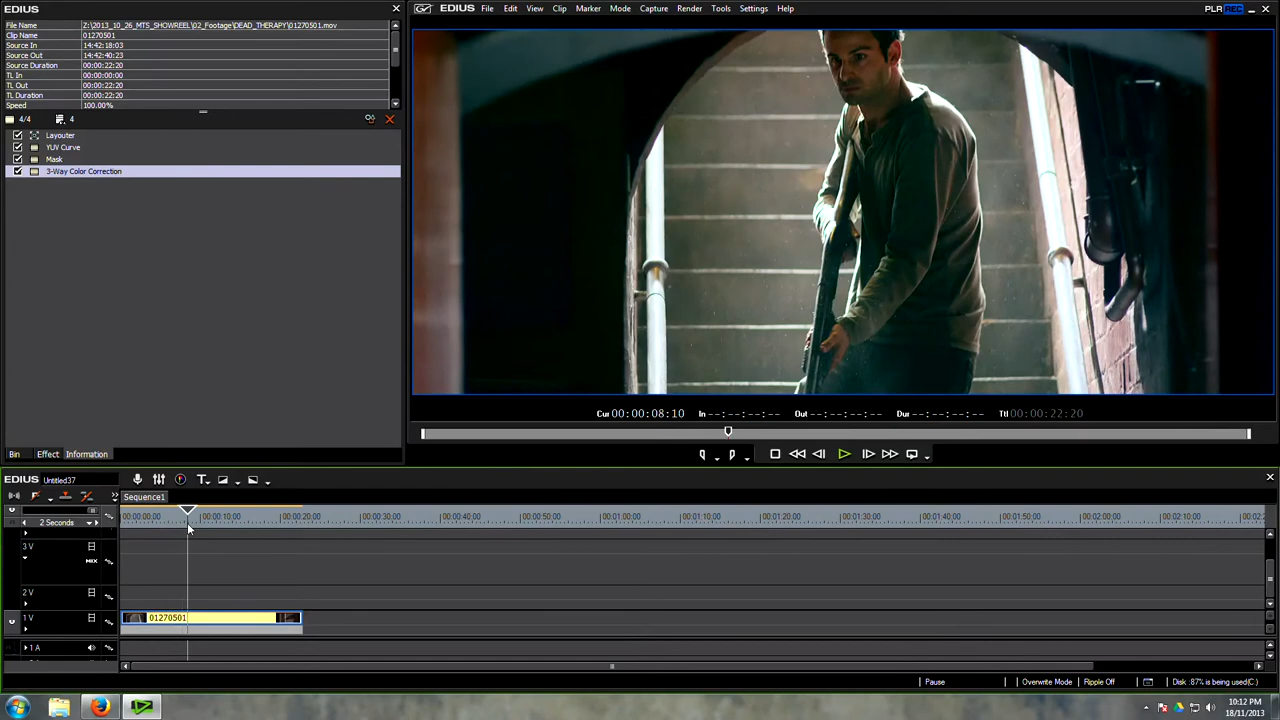 EDIUS
File Name Z:\2013_10_26_MTS_SHOWREEL\02_Footage\DEAD_THERAPY\01270501.mov
Clip Name 01270501
Source In 14:42:18:03
Source Out 14:42:40:23
Source Duration 00:00:22:20
TL In 00:00:00:00
TL Out 00:00:22:20
TL Duration 00:00:22:20
Speed 100.00%
4/4 4
Layouter
YUV Curve
Mask
3-Way Color Correction
Bin Effect Information
EDIUS File Edit View Clip Marker Mode Capture Render Tools Settings Help PLR REC
Cur 00:00:08:10 In --:--:--:-- Out --:--:--:-- Dur --:--:--:-- Ttl 00:00:22:20
EDIUS Untitled37
Sequence1
2 Seconds
00:00:00:00 00:00:10:00 00:00:20:00 00:00:30:00 00:00:40:00 00:00:50:00 00:01:00:00 00:01:10:00 00:01:20:00 00:01:30:00 00:01:40:00 00:01:50:00 00:02:00:00 00:02:10:00
3 V
MIX
2 V
1 V
01270501
1 A
Pause Overwrite Mode Ripple Off Disk :87% is being used(C:)
10:12 PM
18/11/2013